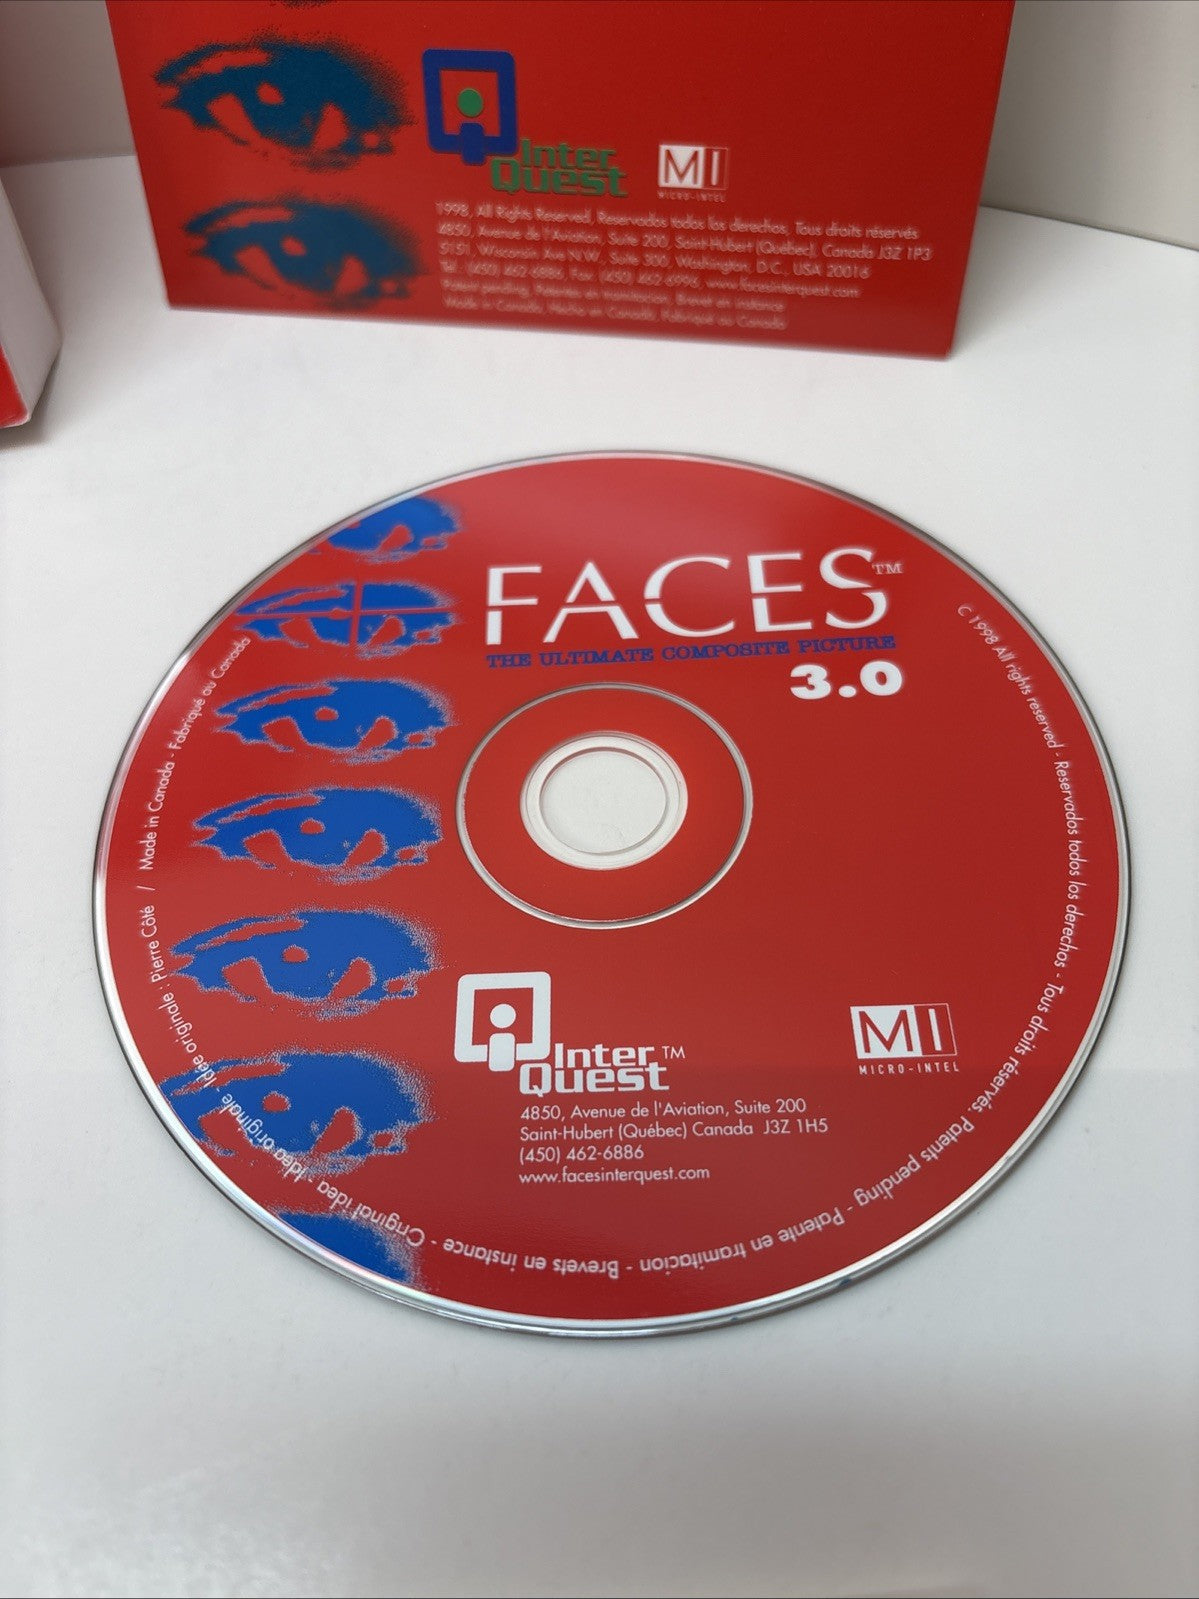 Inter
Quest
MI
MICRO-INTEL
1998, All Rights Reserved, Reservados todos los derechos, Tous droits réservés
4850, Avenue de l'Aviation, Suite 200, Saint-Hubert (Québec), Canada J3Z 1P3
5151, Wisconsin Ave N.W., Suite 300, Washington, D.C., USA 20016
Tel.: (450) 462-6886, Fax: (450) 462-6996, www.facesinterquest.com
Patent pending, Patentes en tramitacion, Brevet en instance
Made in Canada, Hecho en Canada, Fabriqué au Canada
FACES™
THE ULTIMATE COMPOSITE PICTURE
3.0
Inter™
Quest
MI
MICRO-INTEL
4850, Avenue de l'Aviation, Suite 200
Saint-Hubert (Québec) Canada J3Z 1H5
(450) 462-6886
www.facesinterquest.com
C 1998 All rights reserved - Reservados todos los derechos - Tous droits réservés. Patents pending - Patente en tramitacion - Brevets en instance - Original idea - Idea originale - Idée originale : Pierre Côté / Made in Canada - Fabriqué au Canada